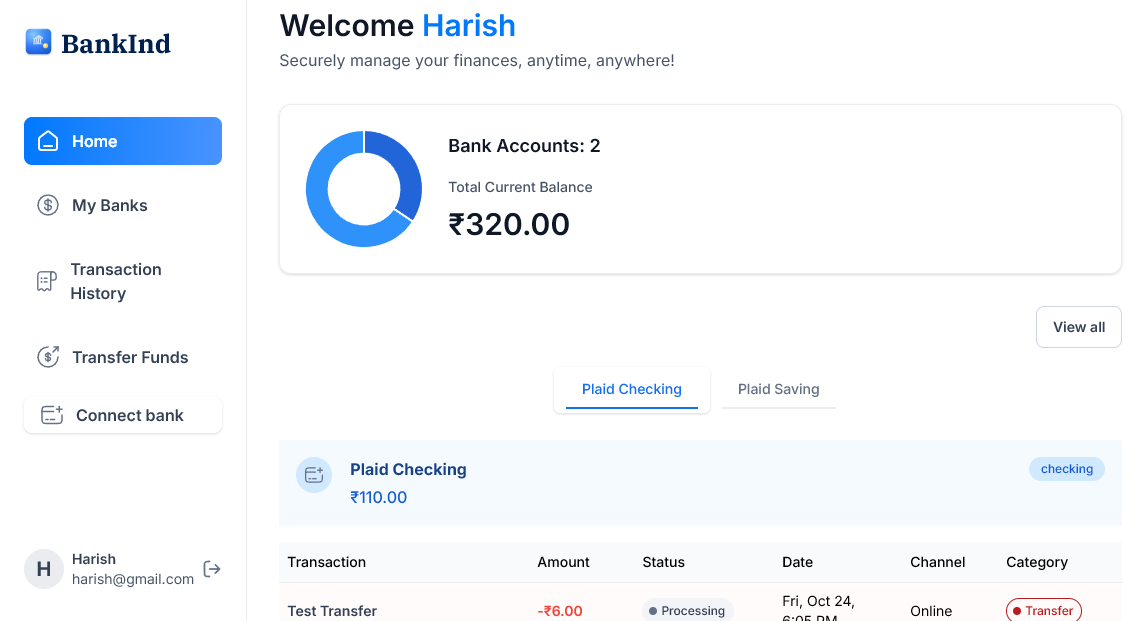 BankInd
Welcome Harish
Securely manage your finances, anytime, anywhere!
Home
My Banks
Transaction
History
Transfer Funds
Connect bank
Harish
H
harish@gmail.com
Bank Accounts: 2
Total Current Balance
₹320.00
View all
Plaid Checking Plaid Saving
Plaid Checking
checking
₹110.00
Transaction Amount Status Date Channel Category
Test Transfer -₹6.00 Processing Fri, Oct 24, 6:05 PM Online Transfer